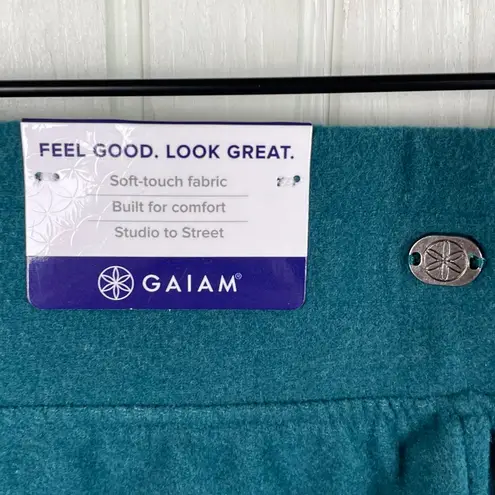 FEEL GOOD. LOOK GREAT.
Soft-touch fabric
Built for comfort
Studio to Street
GAIAM®